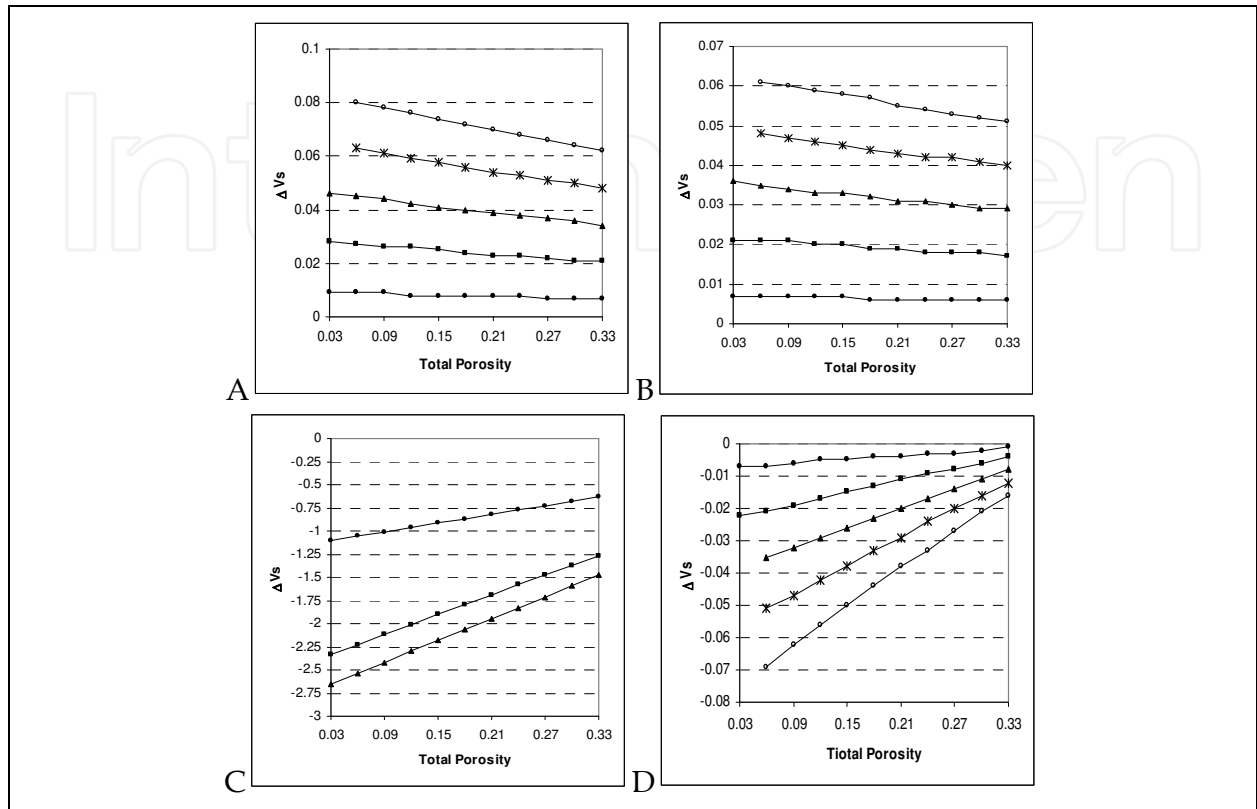 0.1
0.08
0.06
0.04
0.02
0
Δ Vs
0.03 0.09 0.15 0.21 0.27 0.33
Total Porosity
A
0.07
0.06
0.05
0.04
0.03
0.02
0.01
0
Δ Vs
0.03 0.09 0.15 0.21 0.27 0.33
Total Porosity
B
0
-0.25
-0.5
-0.75
-1
-1.25
-1.5
-1.75
-2
-2.25
-2.5
-2.75
-3
Δ Vs
0.03 0.09 0.15 0.21 0.27 0.33
Total Porosity
C
0
-0.01
-0.02
-0.03
-0.04
-0.05
-0.06
-0.07
-0.08
Δ Vs
0.03 0.09 0.15 0.21 0.27 0.33
Tiotal Porosity
D